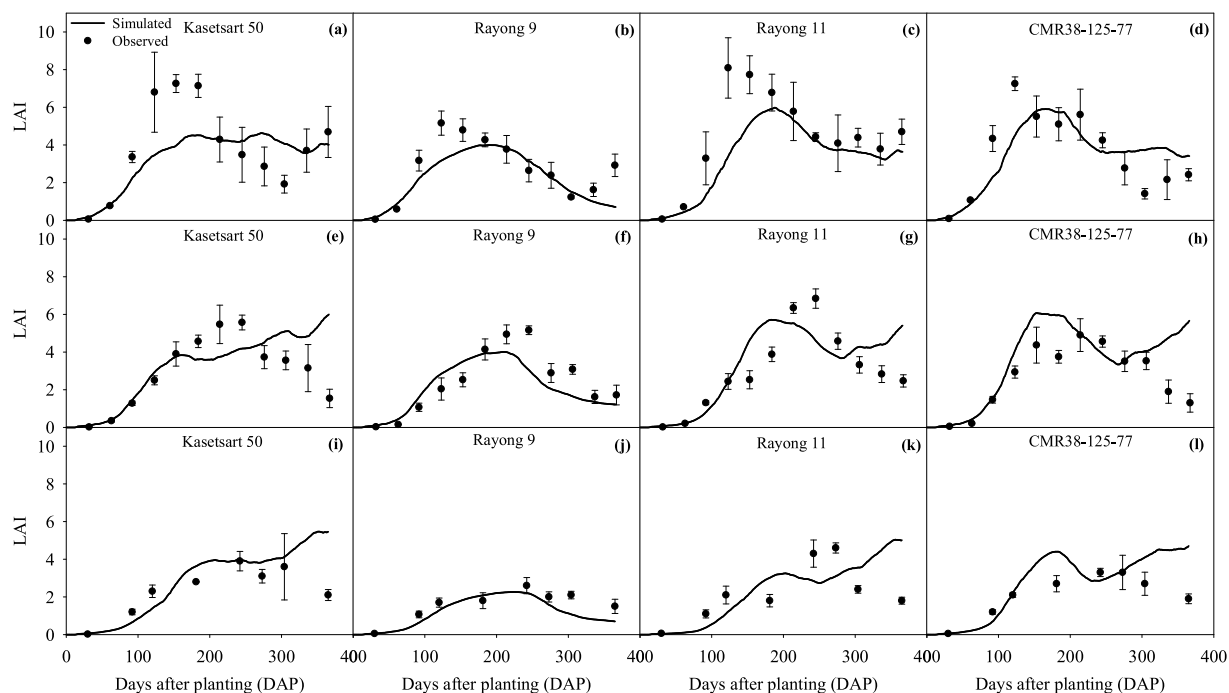 Simulated
Observed
Kasetsart 50 (a)
Rayong 9 (b)
Rayong 11 (c)
CMR38-125-77 (d)
LAI
10
8
6
4
2
0
Kasetsart 50 (e)
Rayong 9 (f)
Rayong 11 (g)
CMR38-125-77 (h)
LAI
10
8
6
4
2
0
Kasetsart 50 (i)
Rayong 9 (j)
Rayong 11 (k)
CMR38-125-77 (l)
LAI
10
8
6
4
2
0
0 100 200 300 400 100 200 300 400 100 200 300 400 100 200 300 400
Days after planting (DAP) Days after planting (DAP) Days after planting (DAP) Days after planting (DAP)